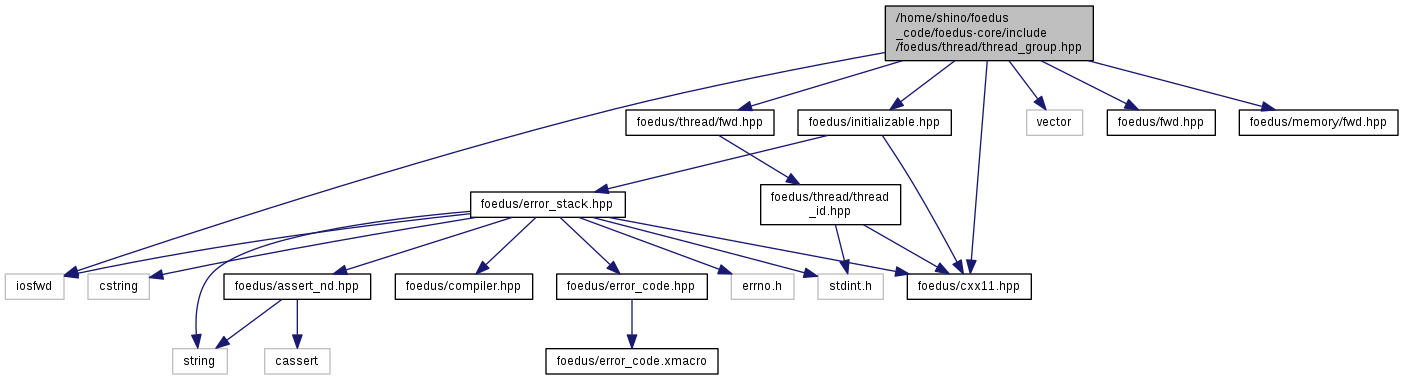 /home/shino/foedus
_code/foedus-core/include
/foedus/thread/thread_group.hpp
foedus/thread/fwd.hpp
foedus/initializable.hpp
vector
foedus/fwd.hpp
foedus/memory/fwd.hpp
foedus/error_stack.hpp
foedus/thread/thread
_id.hpp
iosfwd
cstring
foedus/assert_nd.hpp
foedus/compiler.hpp
foedus/error_code.hpp
errno.h
stdint.h
foedus/cxx11.hpp
string
cassert
foedus/error_code.xmacro